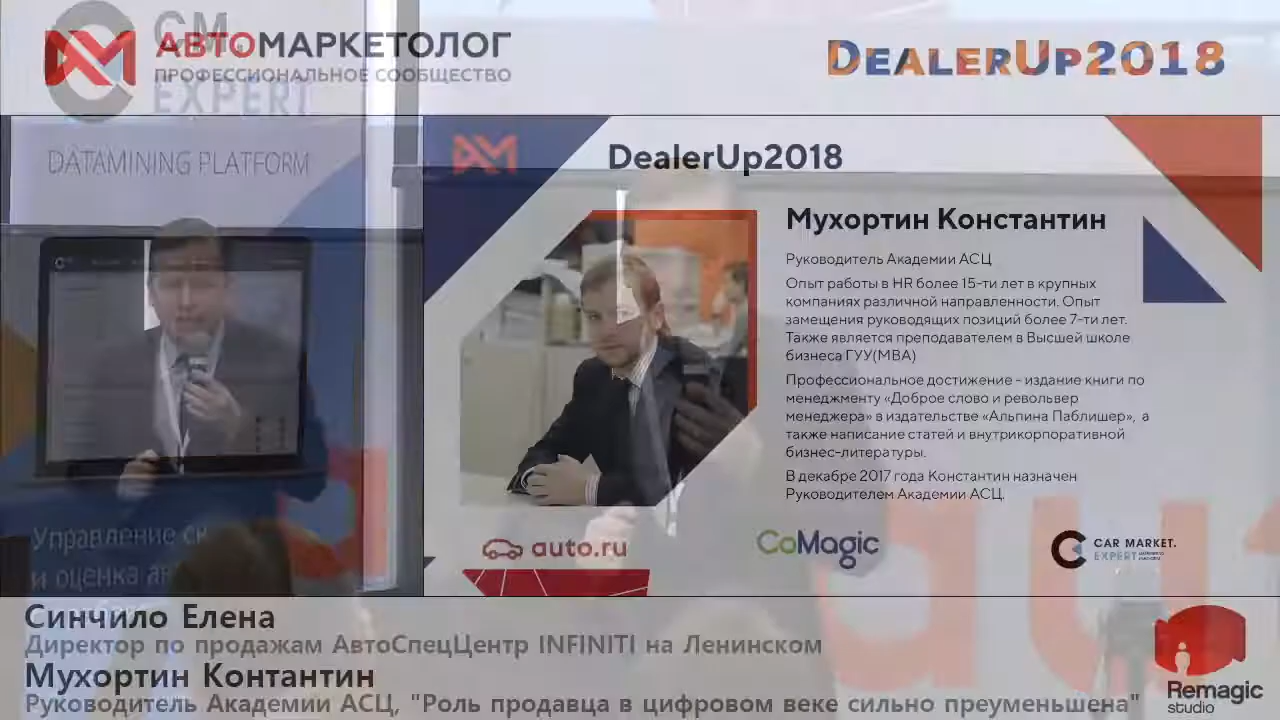 CM.
EXPERT
АВТОМАРКЕТОЛОГ
ПРОФЕССИОНАЛЬНОЕ СООБЩЕСТВО
DEALERUP2018
DATAMINING PLATFORM
DealerUp2018
Мухортин Константин
Руководитель Академии АСЦ
Опыт работы в HR более 15-ти лет в крупных
компаниях различной направленности. Опыт
замещения руководящих позиций более 7-ти лет.
Также является преподавателем в Высшей школе
бизнеса ГУУ(MBA)
Профессиональное достижение - издание книги по
менеджменту «Доброе слово и револьвер
менеджера» в издательстве «Альпина Паблишер», а
также написание статей и внутрикорпоративной
бизнес-литературы.
В декабре 2017 года Константин назначен
Руководителем Академии АСЦ.
auto.ru
CoMagic
CAR MARKET.
EXPERT
Управление
и оценка
Синчило Елена
Директор по продажам АвтоСпецЦентр INFINITI на Ленинском
Мухортин Контантин
Руководитель Академии АСЦ, "Роль продавца в цифровом веке сильно преуменьшена"
Remagic
studio